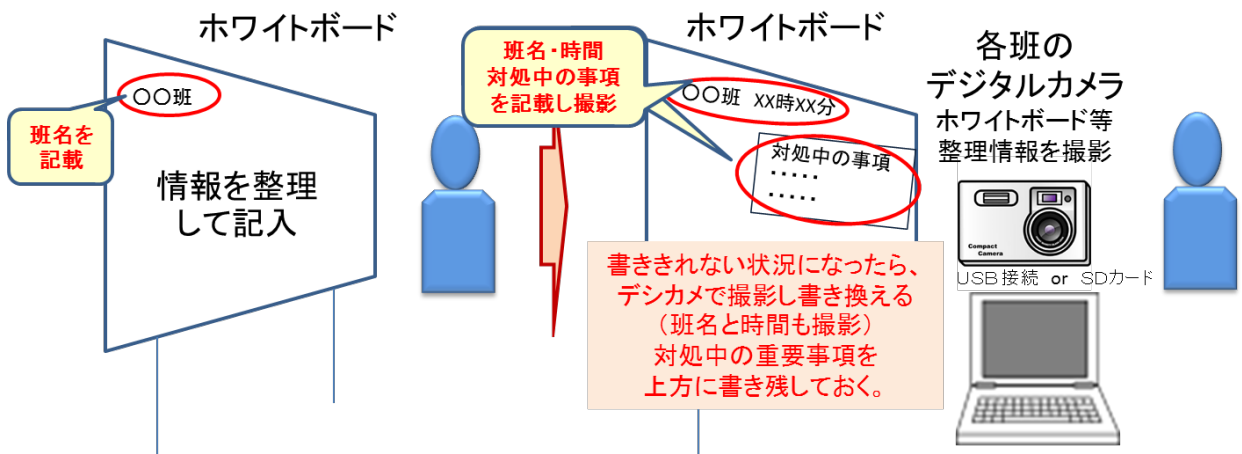 ホワイトボード
〇〇班
班名を
記載
情報を整理
して記入
ホワイトボード
班名・時間
対処中の事項
を記載し撮影
〇〇班 XX時XX分
対処中の事項
・・・・・
・・・・・
書ききれない状況になったら、
デシカメで撮影し書き換える
（班名と時間も撮影）
対処中の重要事項を
上方に書き残しておく。
各班の
デジタルカメラ
ホワイトボード等
整理情報を撮影
Compact
Camera
USB接続 or SDカード